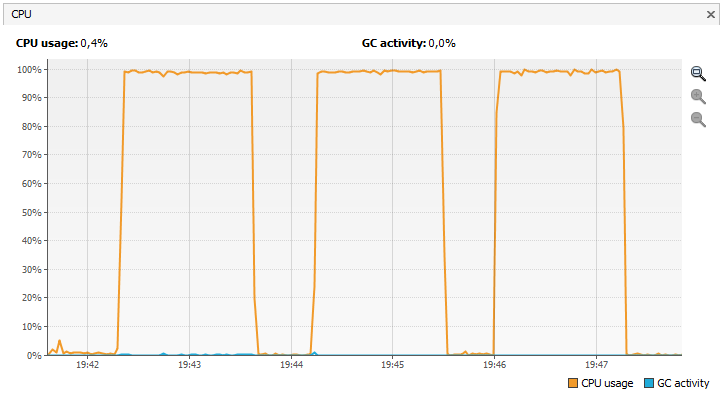 CPU
CPU usage: 0,4%
GC activity: 0,0%
100%
90%
80%
70%
60%
50%
40%
30%
20%
10%
0%
19:42 19:43 19:44 19:45 19:46 19:47
CPU usage GC activity